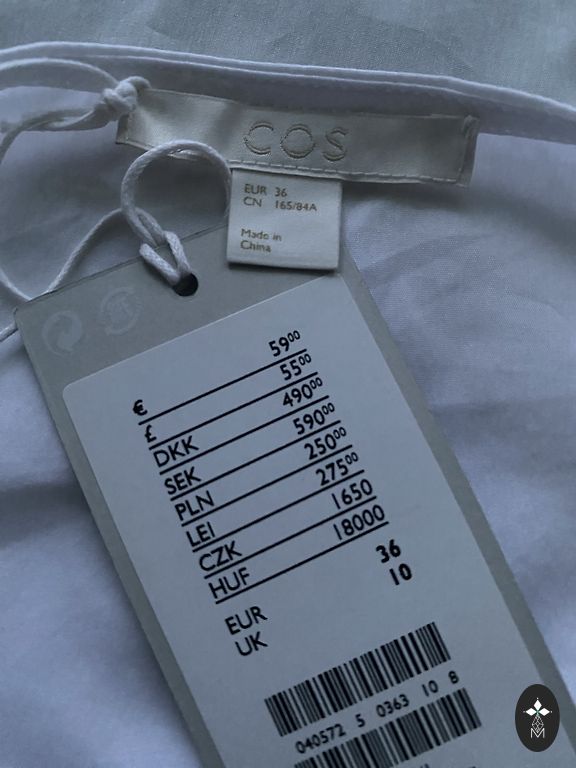 COS
EUR 36
CN 165/84A
Made in
China
€ 59⁰⁰
£ 55⁰⁰
DKK 490⁰⁰
SEK 590⁰⁰
PLN 250⁰⁰
LEI 275⁰⁰
CZK 1650
HUF 18000
EUR 36
UK 10
040572 5 0363 10 8
M